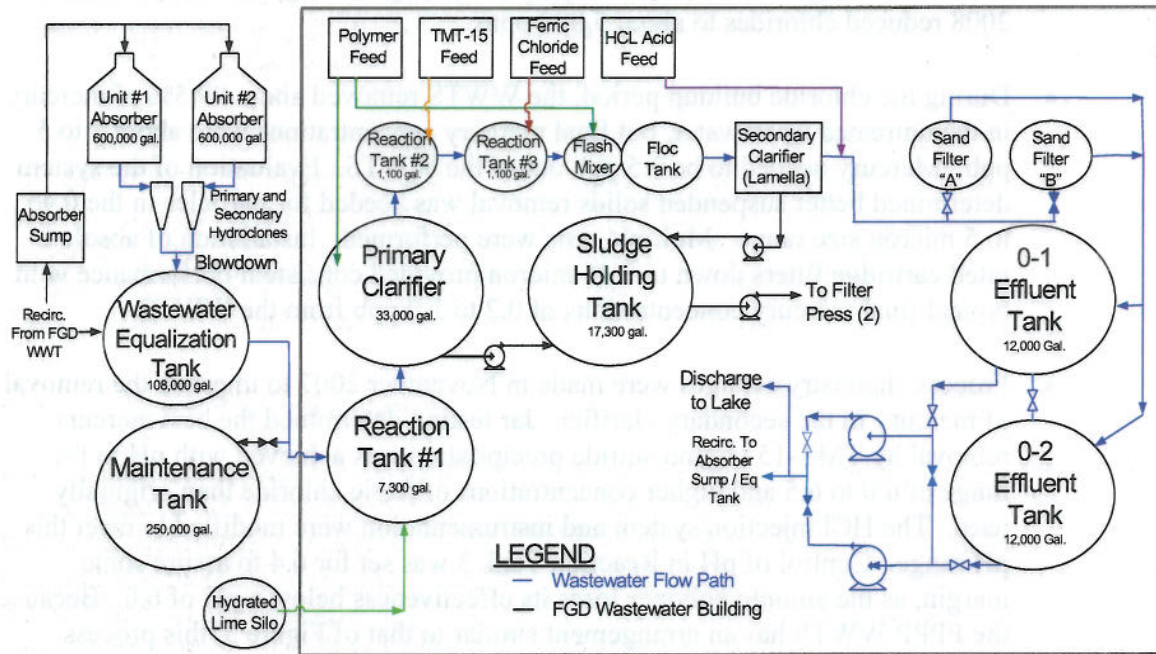 2008 reduced chlorides to
Polymer
Feed
TMT-15
Feed
Ferric
Chloride
Feed
HCL Acid
Feed
Unit #1
Absorber
600,000 gal.
Unit #2
Absorber
600,000 gal.
Absorber
Sump
Primary and
Secondary
Hydroclones
Blowdown
Recirc.
From FGD
WWT
Wastewater
Equalization
Tank
108,000 gal.
Maintenance
Tank
250,000 gal.
Hydrated
Lime Silo
Reaction
Tank #2
1,100 gal.
Reaction
Tank #3
1,100 gal.
Flash
Mixer
Floc
Tank
Secondary
Clarifier
(Lamella)
Sand
Filter
"A"
Sand
Filter
"B"
Primary
Clarifier
33,000 gal.
Sludge
Holding
Tank
17,300 gal.
To Filter
Press (2)
0-1
Effluent
Tank
12,000 Gal.
Reaction
Tank #1
7,300 gal.
Discharge
to Lake
Recirc. To
Absorber
Sump / Eq
Tank
0-2
Effluent
Tank
12,000 Gal.
LEGEND
Wastewater Flow Path
FGD Wastewater Building